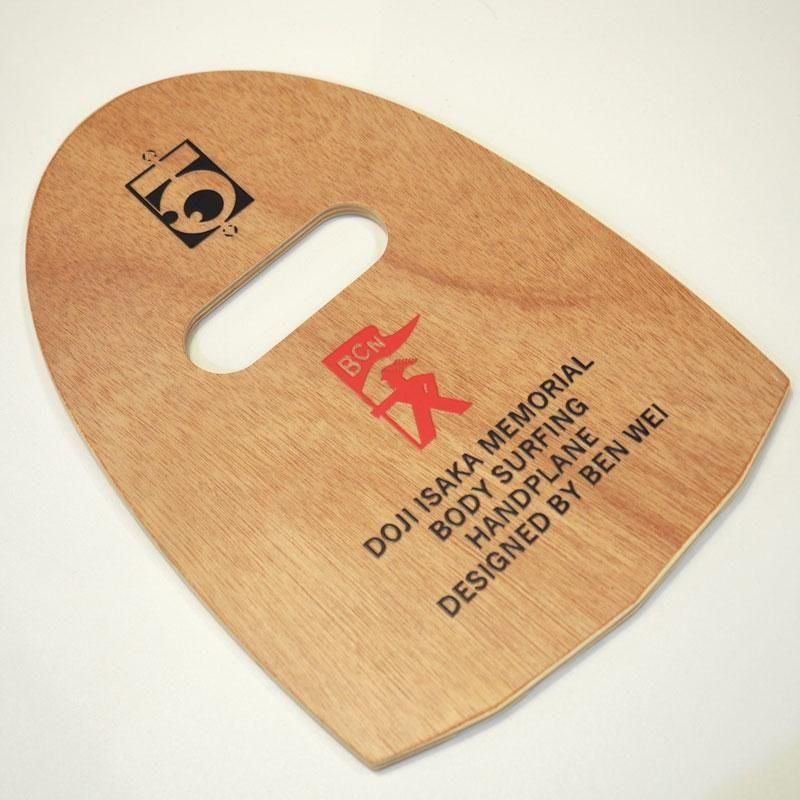 BCN
DOJI ISAKA MEMORIAL
BODY SURFING
HANDPLANE
DESIGNED BY BEN WEI